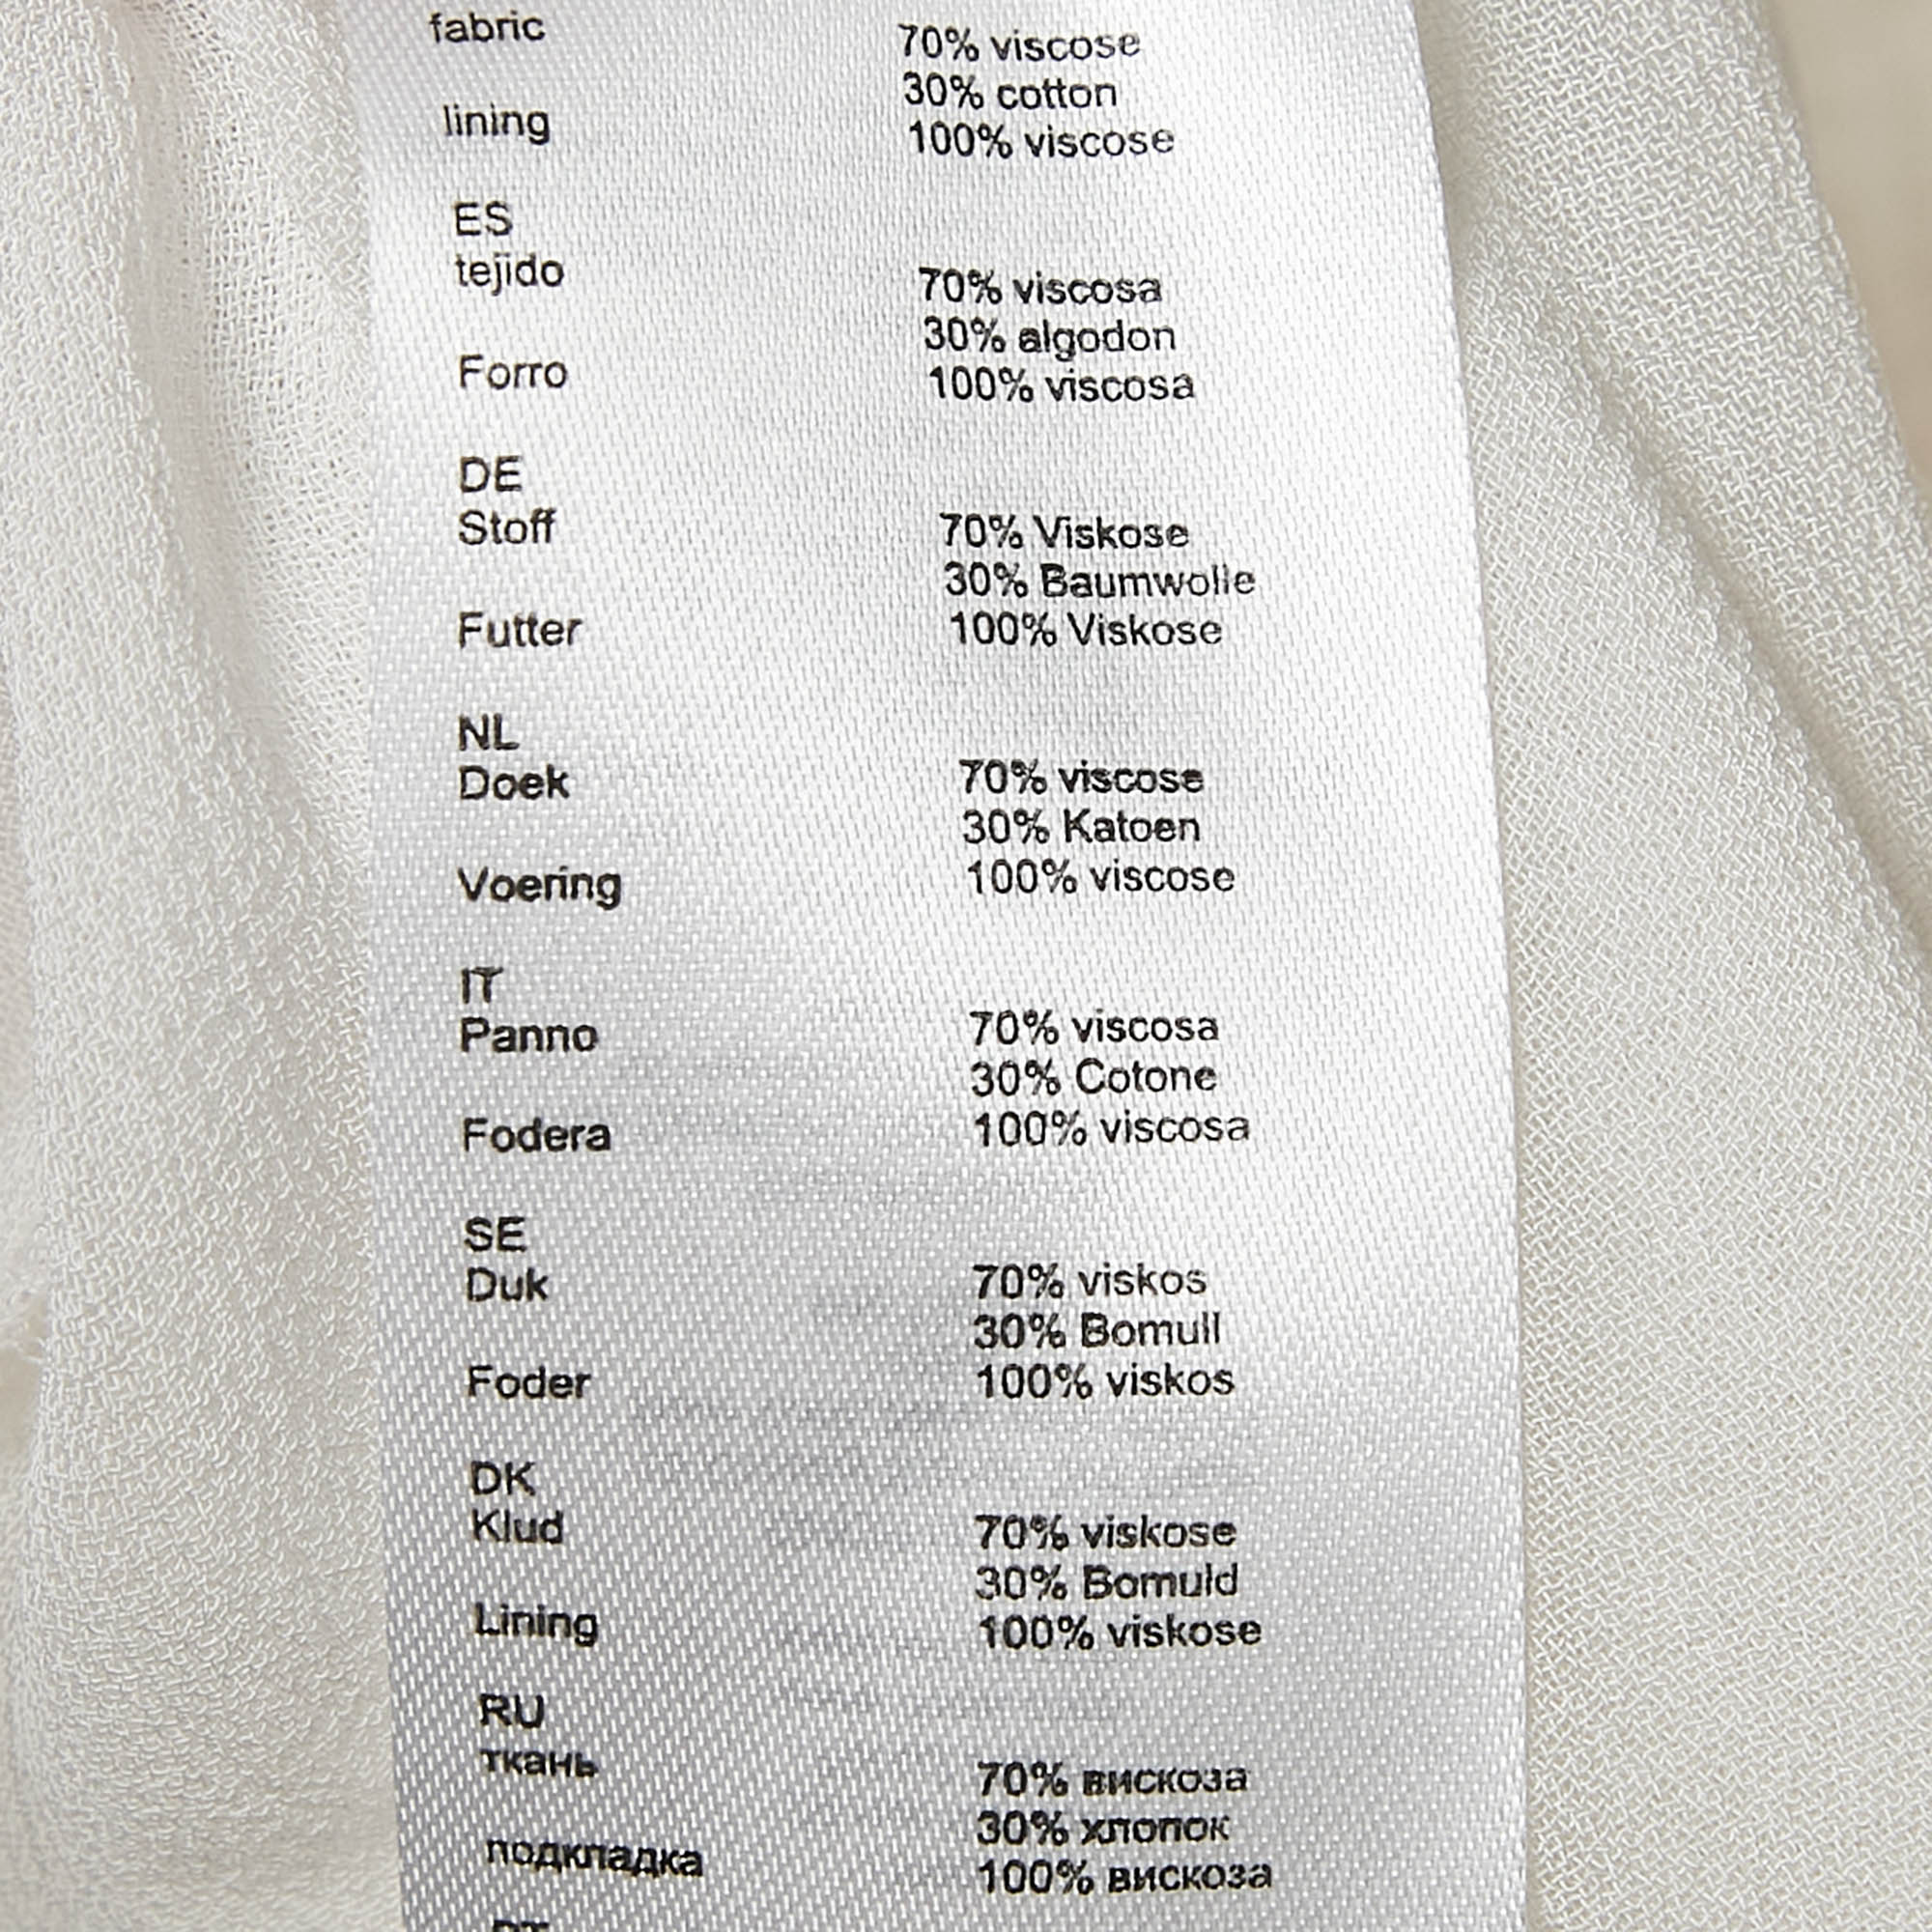 fabric 70% viscose
30% cotton
lining 100% viscose
ES
tejido 70% viscosa
30% algodon
Forro 100% viscosa
DE
Stoff 70% Viskose
30% Baumwolle
Futter 100% Viskose
NL
Doek 70% viscose
30% Katoen
Voering 100% viscose
IT
Panno 70% viscosa
30% Cotone
Fodera 100% viscosa
SE
Duk 70% viskos
30% Bomull
Foder 100% viskos
DK
Klud 70% viskose
30% Bomuld
Lining 100% viskose
RU
ткань 70% вискоза
30% хлопок
подкладка 100% вискоза